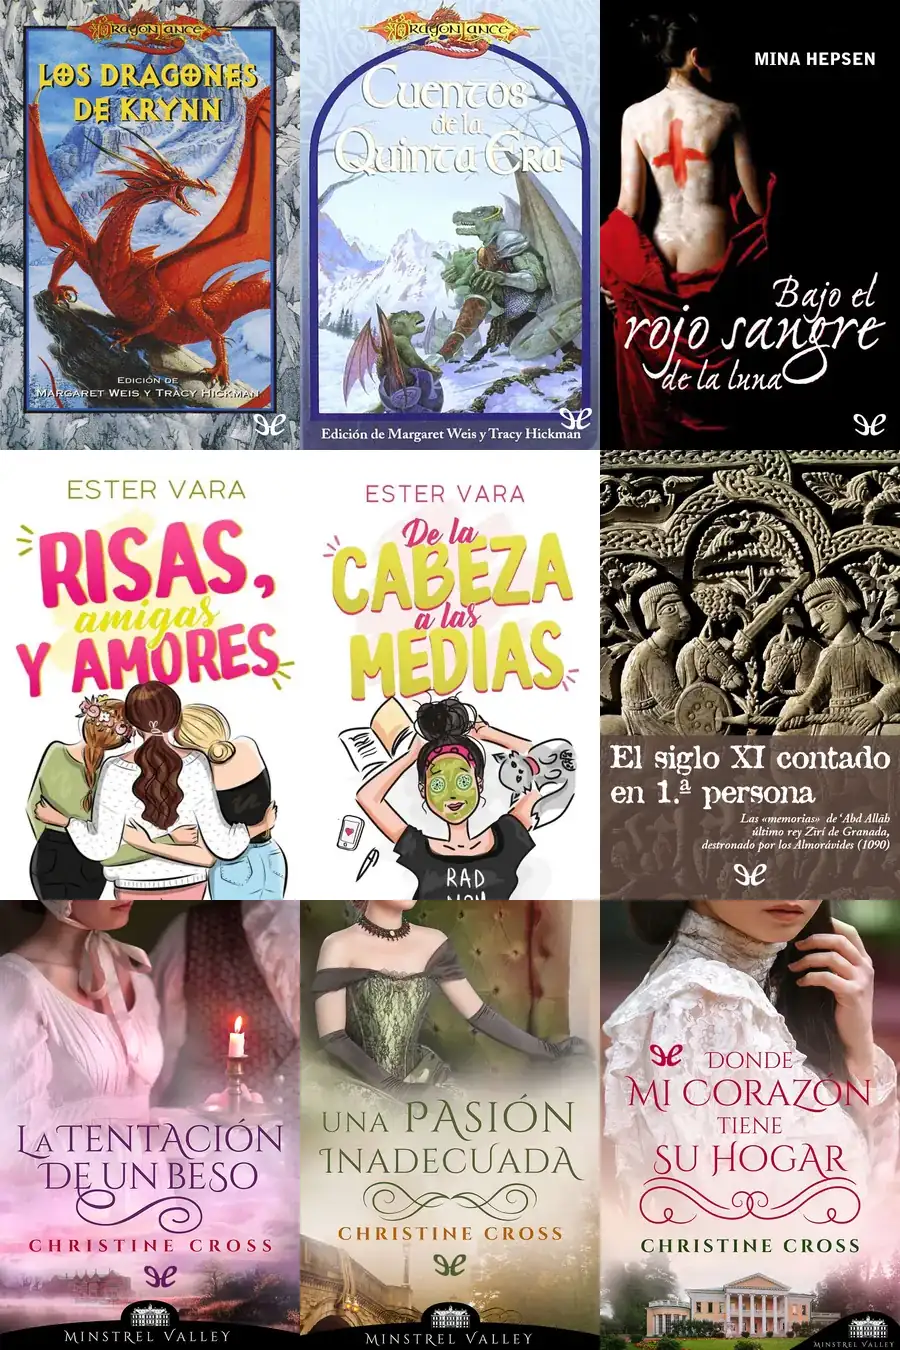 DRAGONLANCE
LOS DRAGONES
DE KRYNN
EDICIÓN DE
MARGARET WEIS Y TRACY HICKMAN
DRAGONLANCE
Cuentos
de la
Quinta Era
Edición de Margaret Weis y Tracy Hickman
MINA HEPSEN
Bajo el
rojo sangre
de la luna
ESTER VARA
RISAS,
amigas
Y AMORES
ESTER VARA
De la
CABEZA
a las
MEDIAS
RAD
El siglo XI contado
en 1.ª persona
Las «memorias» de ʿAbd Allāh
último rey Zīrí de Granada,
destronado por los Almorávides (1090)
LA TENTACIÓN
DE UN BESO
CHRISTINE CROSS
MINSTREL VALLEY
UNA PASIÓN
INADECUADA
CHRISTINE CROSS
MINSTREL VALLEY
DONDE
MI CORAZÓN
TIENE
SU HOGAR
CHRISTINE CROSS
MINSTREL VALLEY